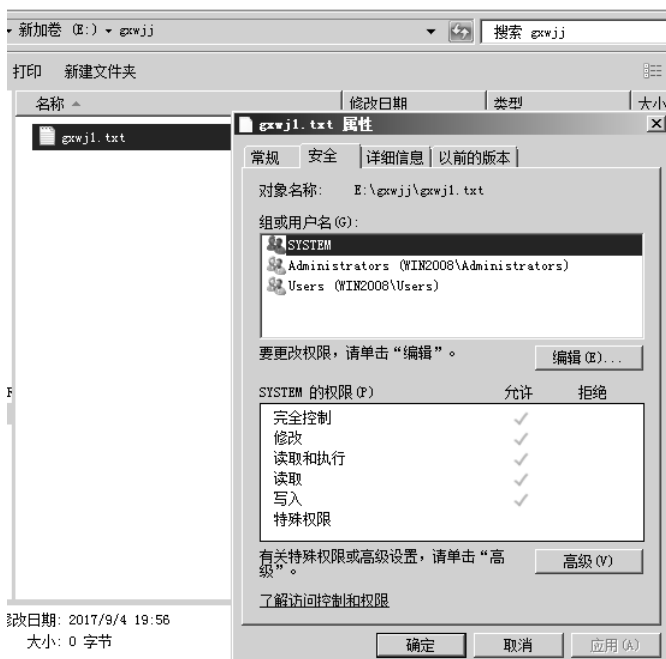 新加卷 (E:) gxwjj
搜索 gxwjj
打印 新建文件夹
名称 修改日期 类型 大小
gxwj1.txt
gxwj1.txt 属性
常规 安全 详细信息 以前的版本
对象名称: E:\gxwjj\gxwj1.txt
组或用户名(G):
SYSTEM
Administrators (WIN2008\Administrators)
Users (WIN2008\Users)
要更改权限，请单击“编辑”。 编辑(E)...
SYSTEM 的权限(P) 允许 拒绝
完全控制
修改
读取和执行
读取
写入
特殊权限
有关特殊权限或高级设置，请单击“高
级”。
高级(V)
了解访问控制和权限
修改日期: 2017/9/4 19:56
大小: 0 字节
确定 取消 应用(A)